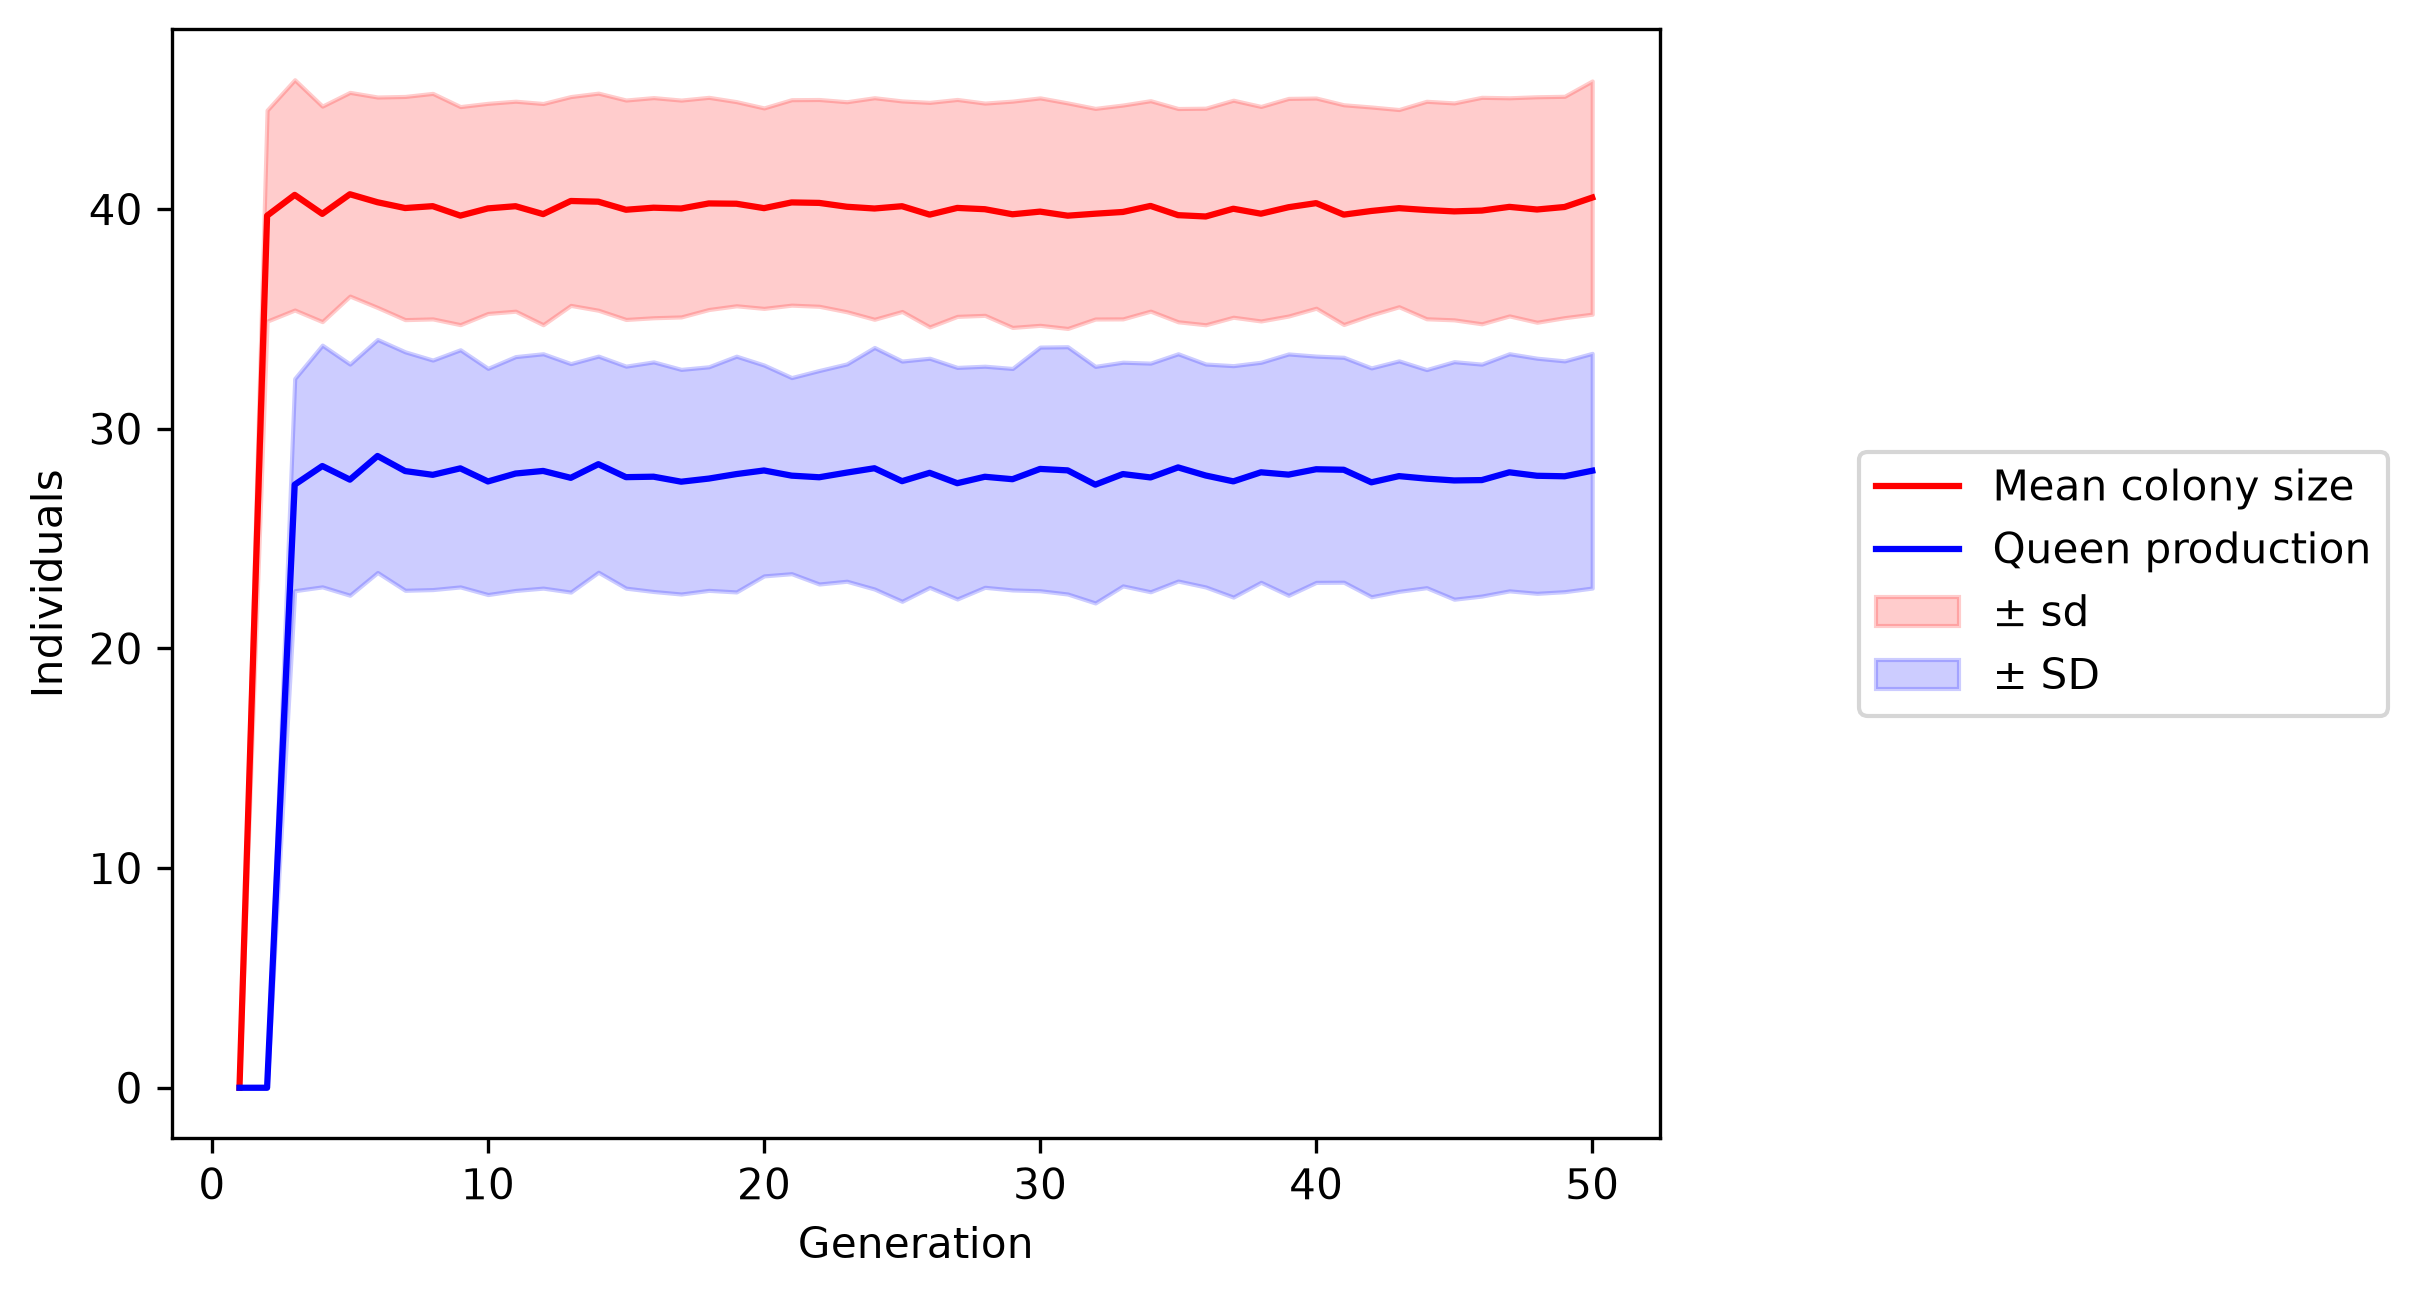 Individuals
40
30
20
10
0
0 10 20 30 40 50
Generation
Mean colony size
Queen production
± sd
± SD